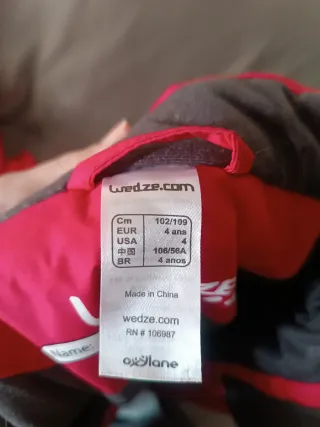 wedze.com
Cm 102/109
EUR 4 ans
USA 4
中国 106/56A
BR 4 anos
Made in China
wedze.com
RN # 106987
oxylane
Name: